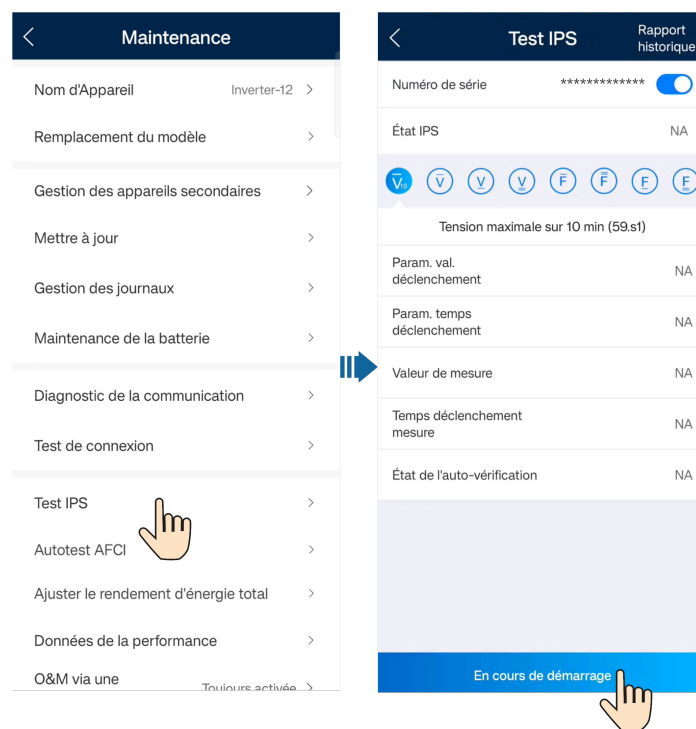 Maintenance
Nom d'Appareil Inverter-12
Remplacement du modèle
Gestion des appareils secondaires
Mettre à jour
Gestion des journaux
Maintenance de la batterie
Diagnostic de la communication
Test de connexion
Test IPS
Autotest AFCI
Ajuster le rendement d'énergie total
Données de la performance
O&M via une
Toujours activée
Test IPS
Rapport
historique
Numéro de série *************
État IPS NA
V10 V V V F F F F
Tension maximale sur 10 min (59.s1)
Param. val.
déclenchement
NA
Param. temps
déclenchement
NA
Valeur de mesure NA
Temps déclenchement
mesure
NA
État de l'auto-vérification NA
En cours de démarrage